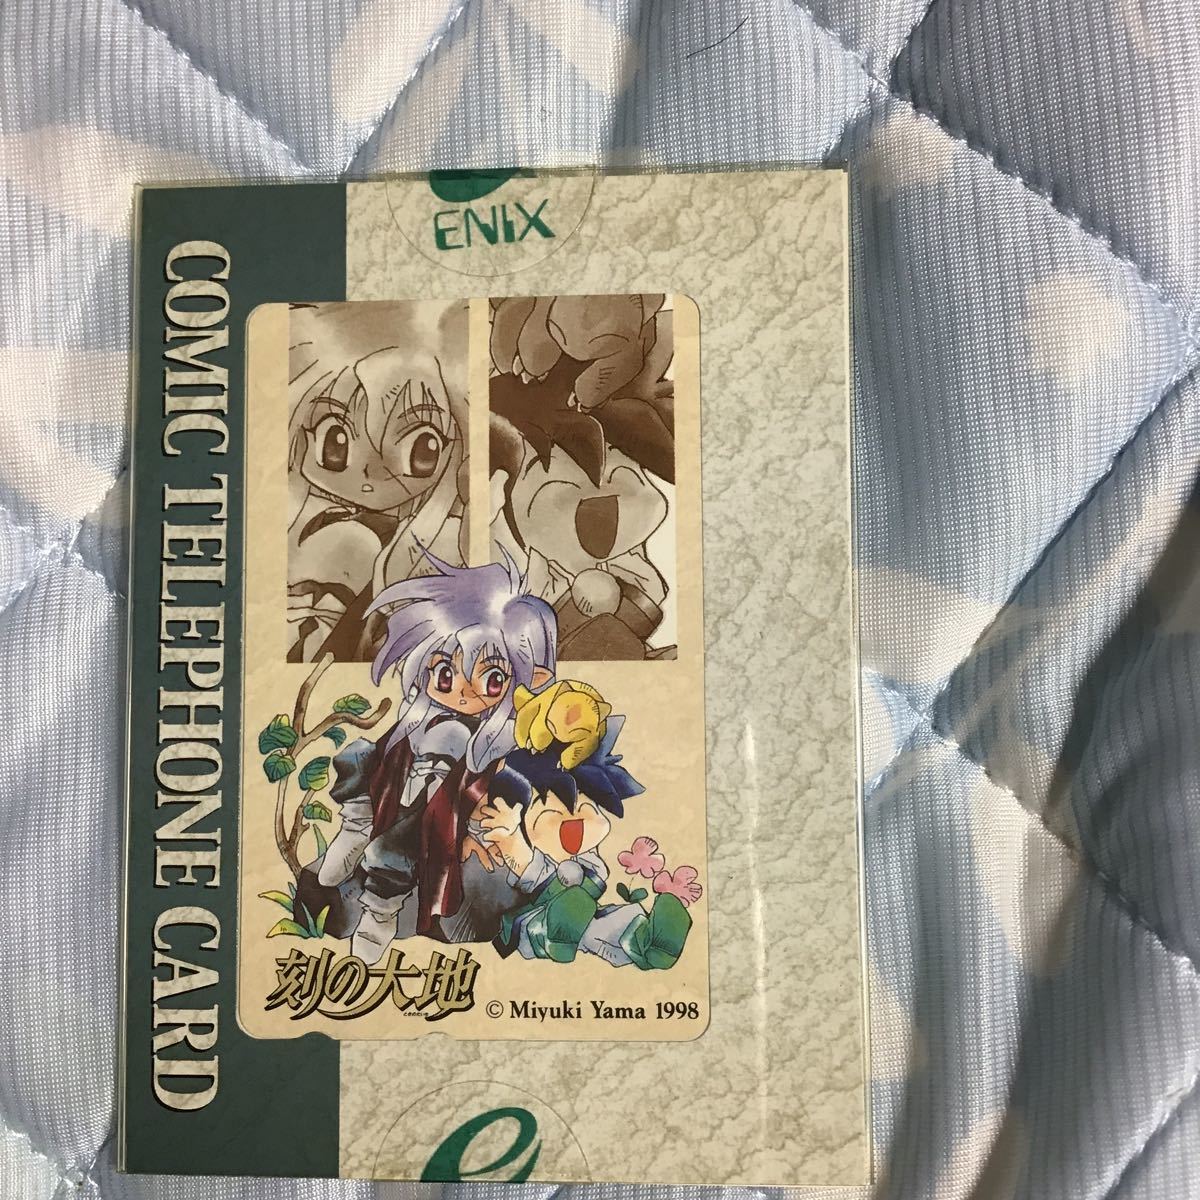 ENIX
COMIC TELEPHONE CARD
刻の大地
© Miyuki Yama 1998
e